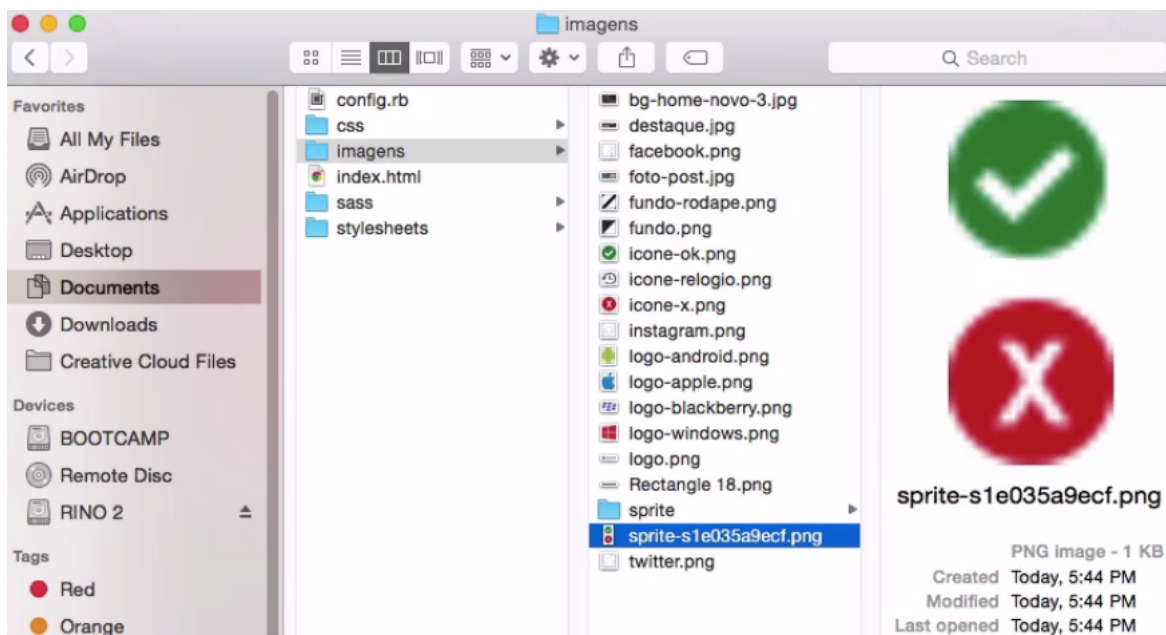 imagens
Search
Favorites
All My Files
AirDrop
Applications
Desktop
Documents
Downloads
Creative Cloud Files
Devices
BOOTCAMP
Remote Disc
RINO 2
Tags
Red
Orange
config.rb
css
imagens
index.html
sass
stylesheets
bg-home-novo-3.jpg
destaque.jpg
facebook.png
foto-post.jpg
fundo-rodape.png
fundo.png
icone-ok.png
icone-relogio.png
icone-x.png
instagram.png
logo-android.png
logo-apple.png
logo-blackberry.png
logo-windows.png
logo.png
Rectangle 18.png
sprite
sprite-s1e035a9ecf.png
twitter.png
sprite-s1e035a9ecf.png
PNG image - 1 KB
Created Today, 5:44 PM
Modified Today, 5:44 PM
Last opened Today, 5:44 PM